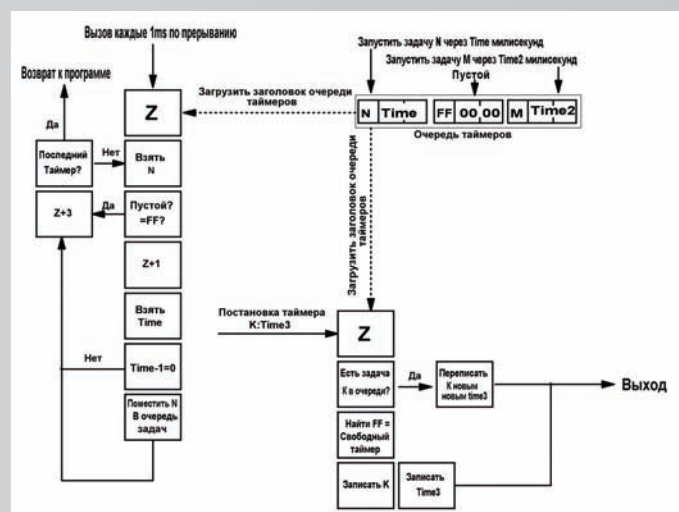 Вызов каждые 1ms по прерыванию
Запустить задачу N через Time милисекунд
Запустить задачу M через Time2 милисекунд
Пустой
Возврат к программе
Загрузить заголовок очереди
таймеров
Z
N Time FF 00,00 M Time2
Очередь таймеров
Да
Последний
Таймер?
Нет
Взять
N
Z+3
Да
Пустой?
=FF?
Z+1
Загрузить заголовок очереди
таймеров
Взять
Time
Постановка таймера
K:Time3
Z
Нет
Time-1=0
Есть задача
К в очереди?
Да
Переписать
К новым
новым time3
Выход
Поместить N
В очередь
задач
Найти FF =
Свободный
таймер
Записать K
Записать
Time3